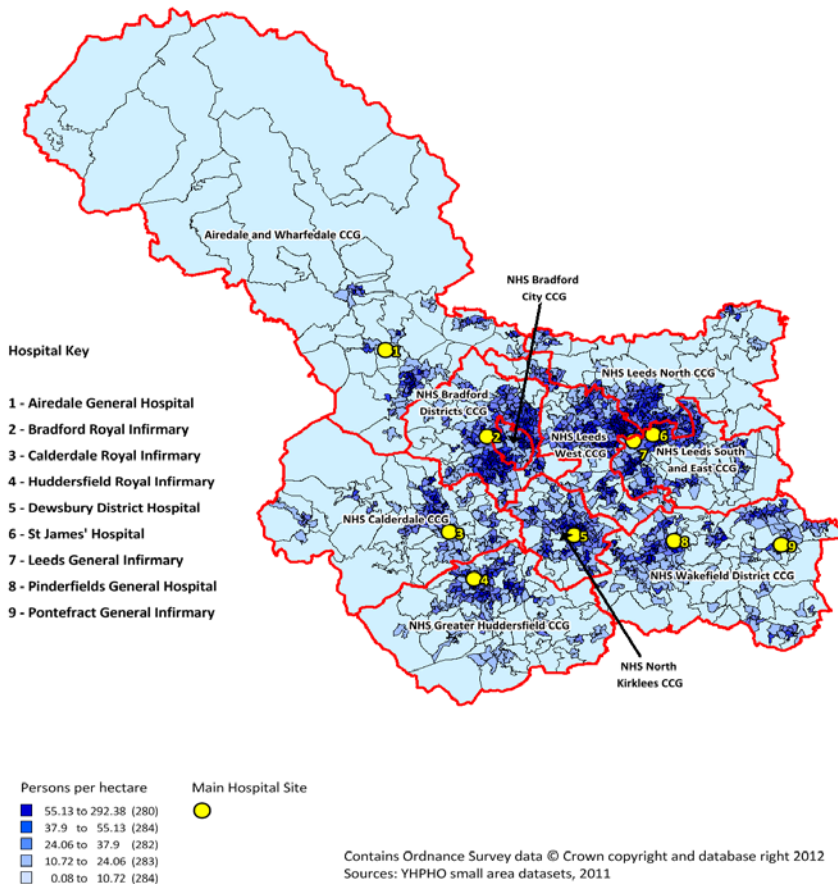 Airedale and Wharfedale CCG
NHS Bradford
City CCG
Hospital Key
1
NHS Leeds North CCG
NHS Bradford
Districts CCG
1 - Airedale General Hospital
2 - Bradford Royal Infirmary
3 - Calderdale Royal Infirmary
4 - Huddersfield Royal Infirmary
5 - Dewsbury District Hospital
6 - St James' Hospital
7 - Leeds General Infirmary
8 - Pinderfields General Hospital
9 - Pontefract General Infirmary
2
NHS Leeds
West CCG
6
7
NHS Leeds South
and East CCG
NHS Calderdale CCG
3
5
8
9
4
NHS Wakefield District CCG
NHS Greater Huddersfield CCG
NHS North
Kirklees CCG
Persons per hectare
55.13 to 292.38 (280)
37.9 to 55.13 (284)
24.06 to 37.9 (282)
10.72 to 24.06 (283)
0.08 to 10.72 (284)
Main Hospital Site
Contains Ordnance Survey data © Crown copyright and database right 2012
Sources: YHPHO small area datasets, 2011